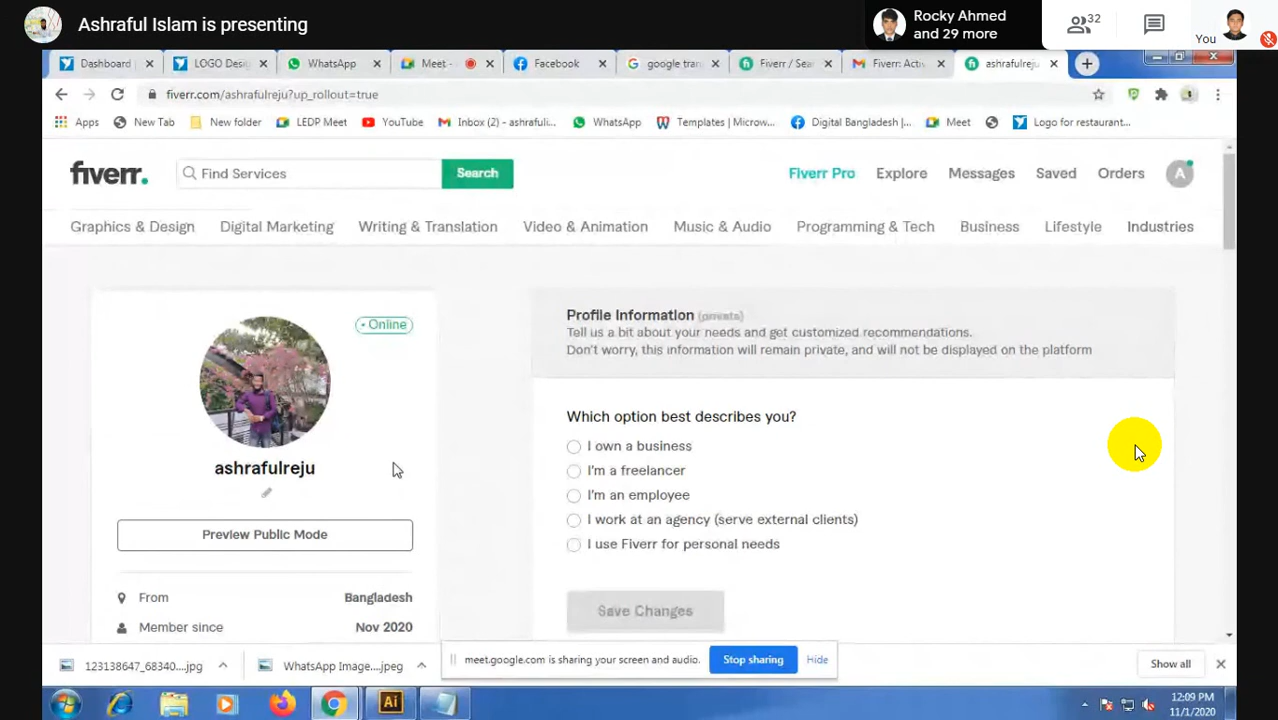 Ashraful Islam is presenting
Rocky Ahmed
and 29 more
32
You
Dashboard
LOGO Desi
WhatsApp
Meet -
Facebook
google tran
Fiverr / Sear
Fiverr: Activ
ashrafulreju
fiverr.com/ashrafulreju?up_rollout=true
Apps
New Tab
New folder
LEDP Meet
YouTube
Inbox (2) - ashrafuli...
WhatsApp
Templates | Microw...
Digital Bangladesh |...
Meet
Logo for restaurant...
fiverr.
Find Services
Search
Fiverr Pro
Explore
Messages
Saved
Orders
A
Graphics & Design
Digital Marketing
Writing & Translation
Video & Animation
Music & Audio
Programming & Tech
Business
Lifestyle
Industries
• Online
ashrafulreju
Preview Public Mode
From
Bangladesh
Member since
Nov 2020
Profile Information (private)
Tell us a bit about your needs and get customized recommendations.
Don't worry, this information will remain private, and will not be displayed on the platform
Which option best describes you?
I own a business
I'm a freelancer
I'm an employee
I work at an agency (serve external clients)
I use Fiverr for personal needs
Save Changes
123138647_68340....jpg
WhatsApp Image....jpeg
meet.google.com is sharing your screen and audio.
Stop sharing
Hide
Show all
Ai
12:09 PM
11/1/2020